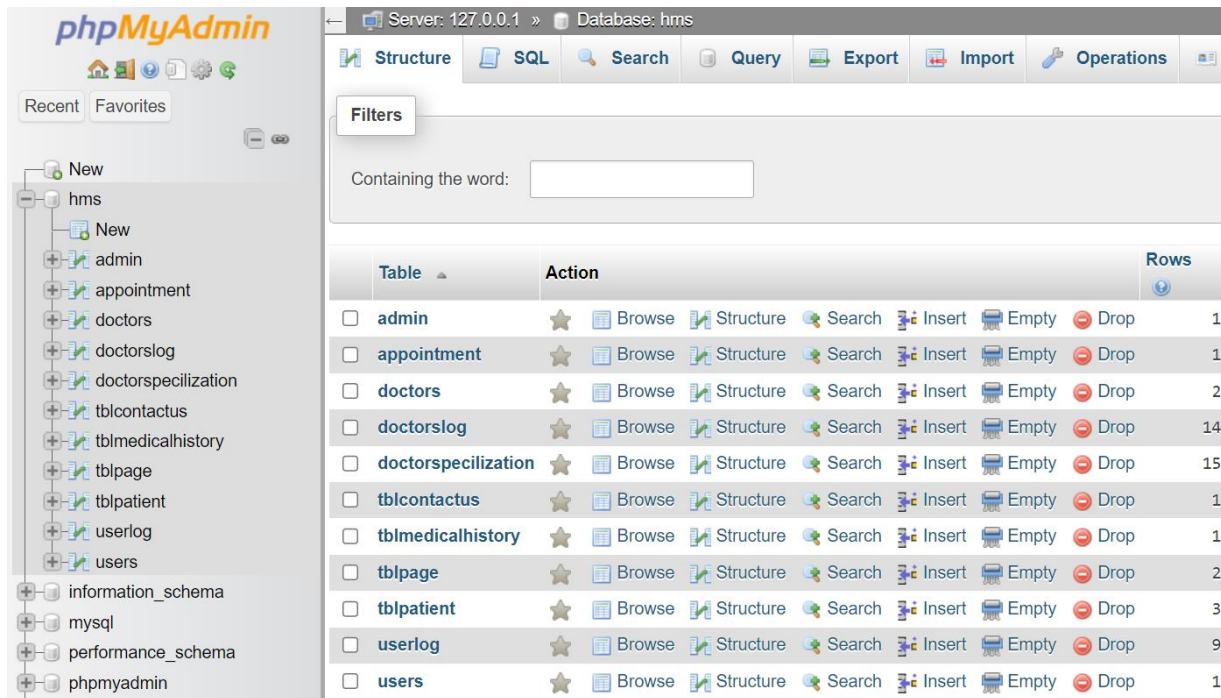 phpMyAdmin
Recent Favorites
New
hms
New
admin
appointment
doctors
doctorslog
doctorspecilization
tblcontactus
tblmedicalhistory
tblpage
tblpatient
userlog
users
information_schema
mysql
performance_schema
phpmyadmin
← Server: 127.0.0.1 » Database: hms
Structure SQL Search Query Export Import Operations
Filters
Containing the word:
Table Action Rows
admin Browse Structure Search Insert Empty Drop 1
appointment Browse Structure Search Insert Empty Drop 1
doctors Browse Structure Search Insert Empty Drop 2
doctorslog Browse Structure Search Insert Empty Drop 14
doctorspecilization Browse Structure Search Insert Empty Drop 15
tblcontactus Browse Structure Search Insert Empty Drop 1
tblmedicalhistory Browse Structure Search Insert Empty Drop 1
tblpage Browse Structure Search Insert Empty Drop 2
tblpatient Browse Structure Search Insert Empty Drop 3
userlog Browse Structure Search Insert Empty Drop 9
users Browse Structure Search Insert Empty Drop 1